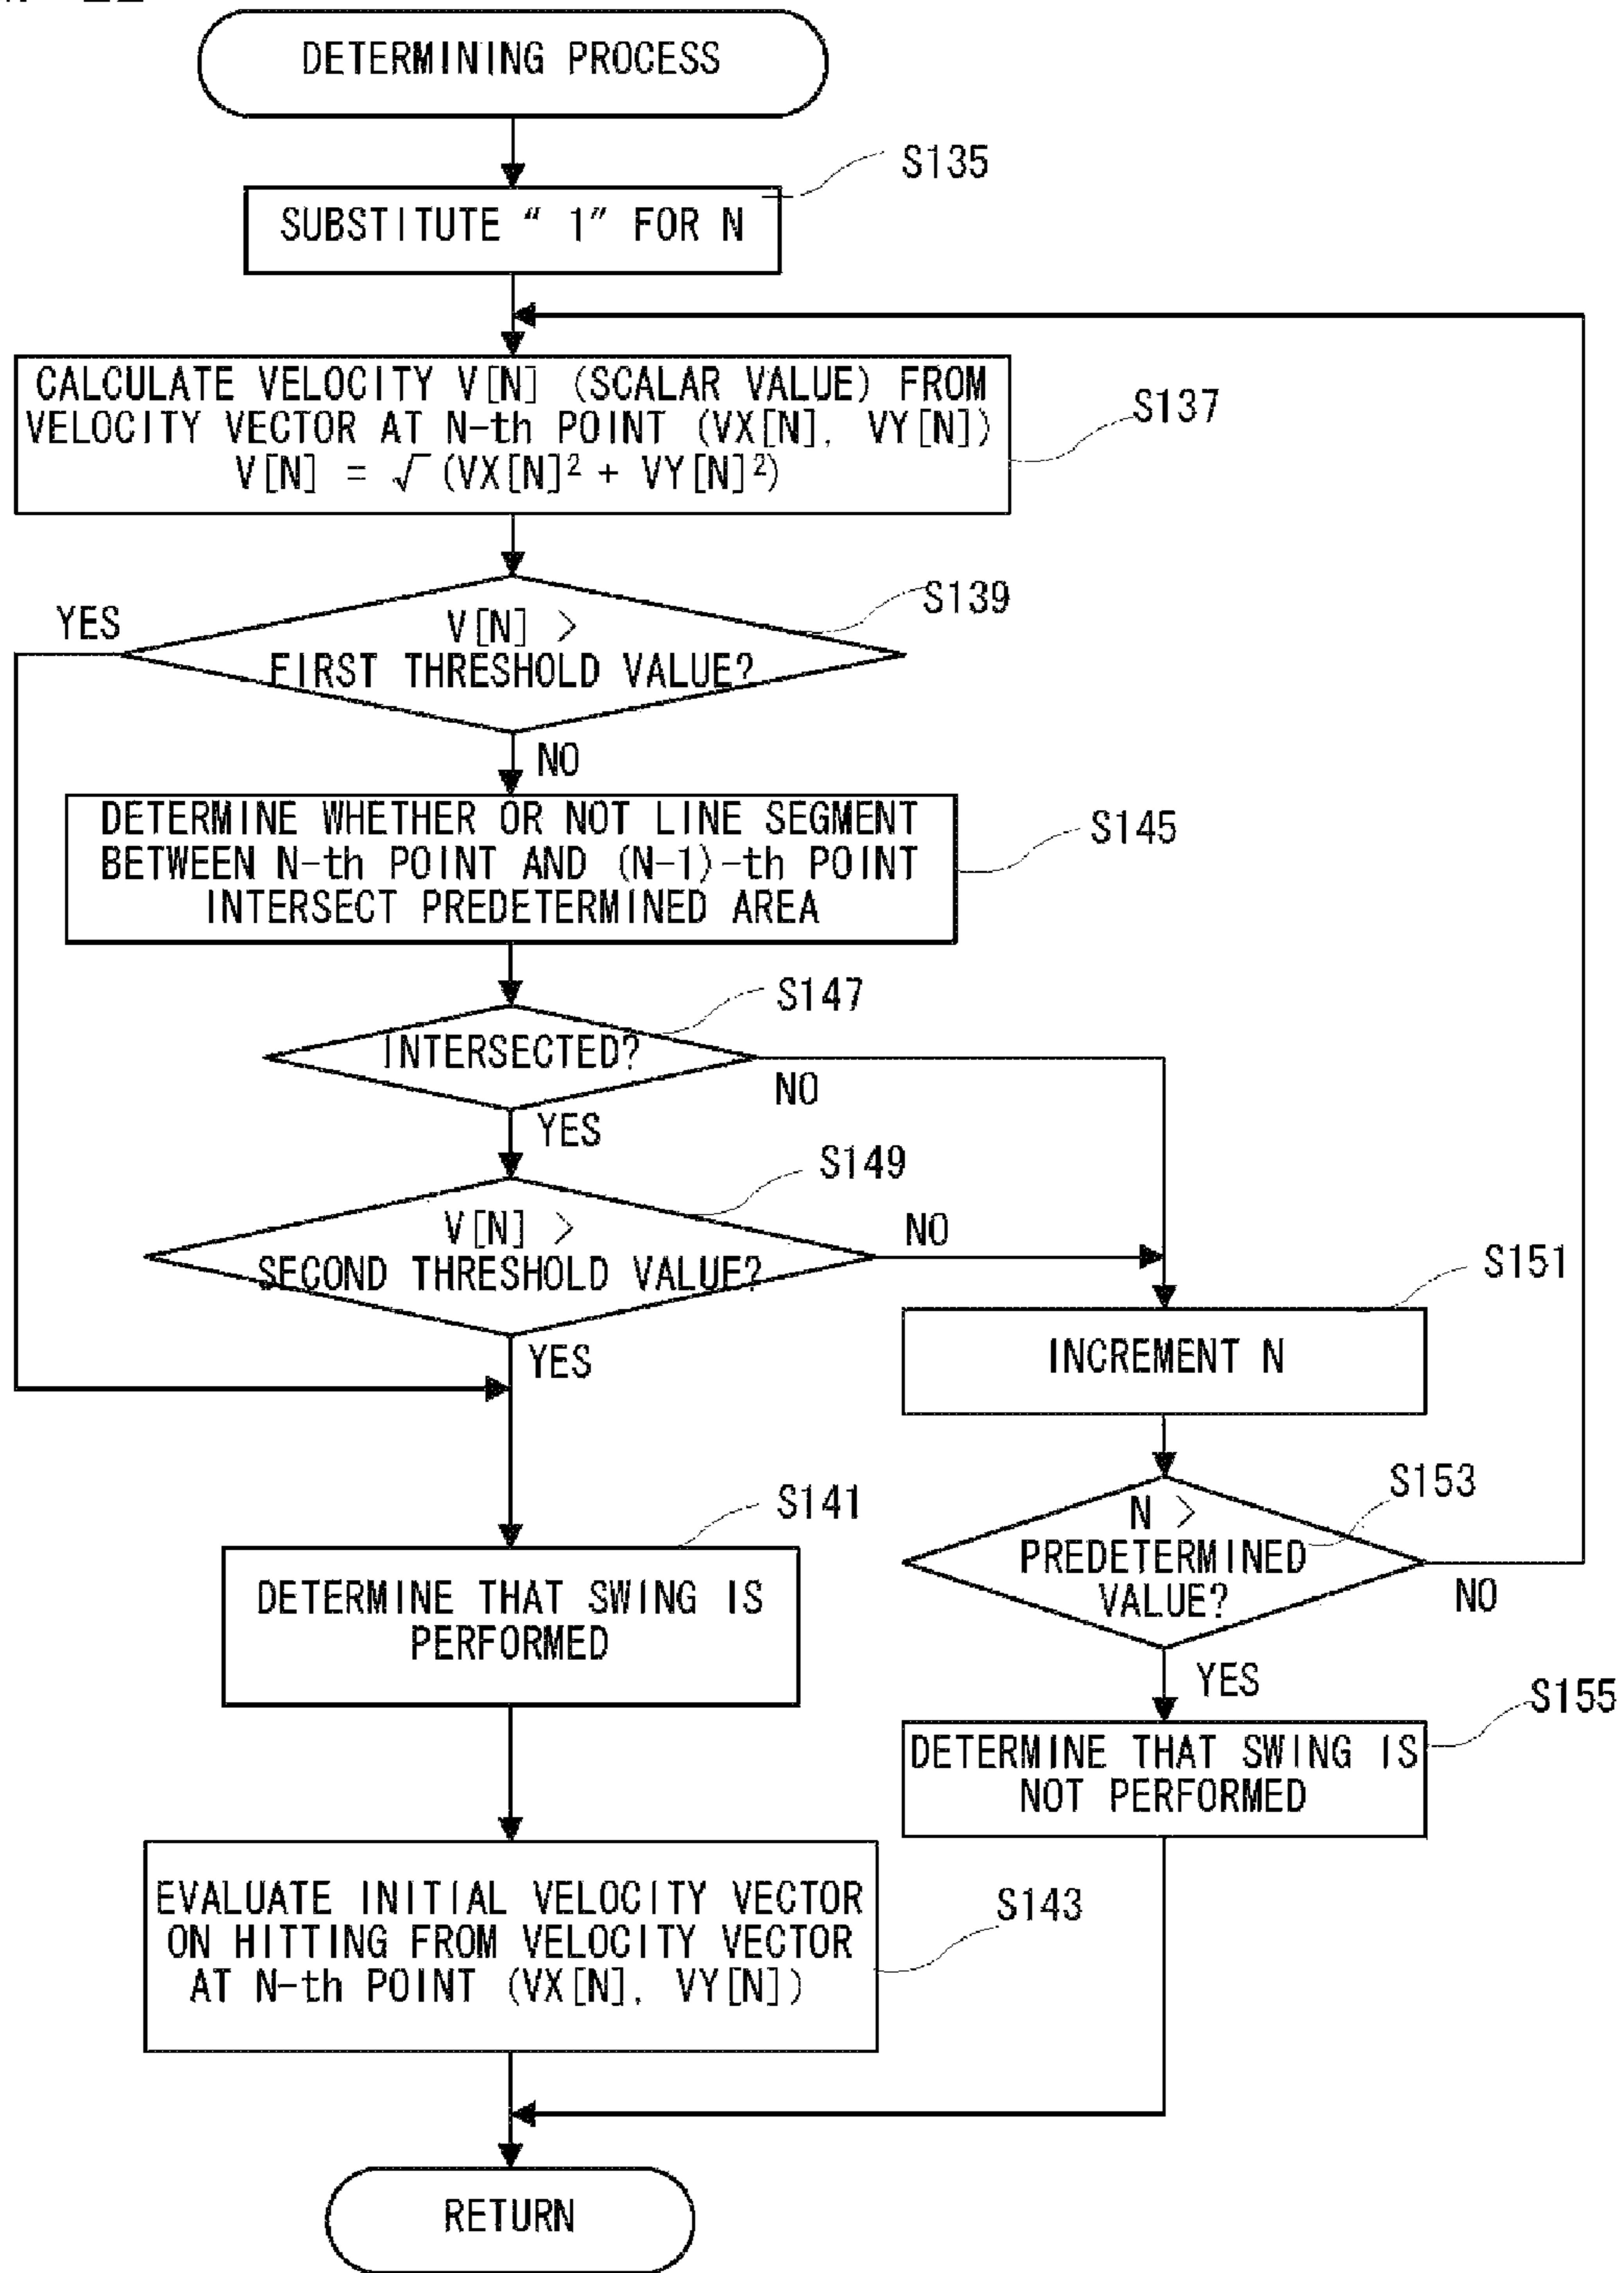 DETERMINING PROCESS
S135
SUBSTITUTE “ 1” FOR N
CALCULATE VELOCITY V[N] (SCALAR VALUE) FROM
VELOCITY VECTOR AT N-th POINT (VX[N], VY[N])
V[N] = √(VX[N]² + VY[N]²)
S137
S139
YES
V[N] >
FIRST THRESHOLD VALUE?
NO
DETERMINE WHETHER OR NOT LINE SEGMENT
BETWEEN N-th POINT AND (N-1)-th POINT
INTERSECT PREDETERMINED AREA
S145
S147
INTERSECTED?
NO
YES
S149
V[N] >
SECOND THRESHOLD VALUE?
NO
YES
S151
INCREMENT N
S153
N >
PREDETERMINED
VALUE?
NO
YES
S141
DETERMINE THAT SWING IS
PERFORMED
S155
DETERMINE THAT SWING IS
NOT PERFORMED
EVALUATE INITIAL VELOCITY VECTOR
ON HITTING FROM VELOCITY VECTOR
AT N-th POINT (VX[N], VY[N])
S143
RETURN